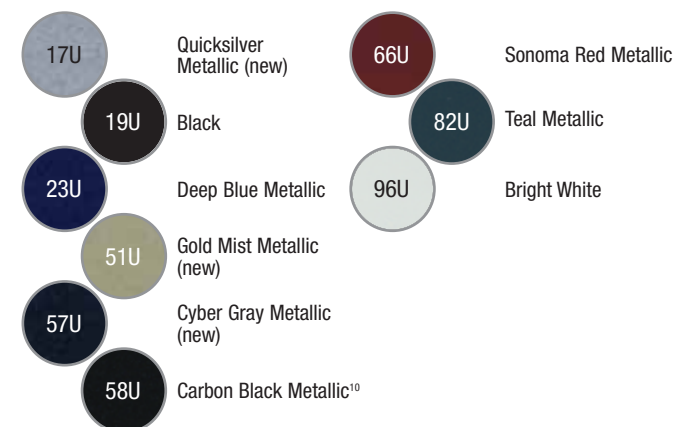 17U
Quicksilver
Metallic (new)
19U
Black
23U
Deep Blue Metallic
51U
Gold Mist Metallic
(new)
57U
Cyber Gray Metallic
(new)
58U
Carbon Black Metallic¹⁰
66U
Sonoma Red Metallic
82U
Teal Metallic
96U
Bright White